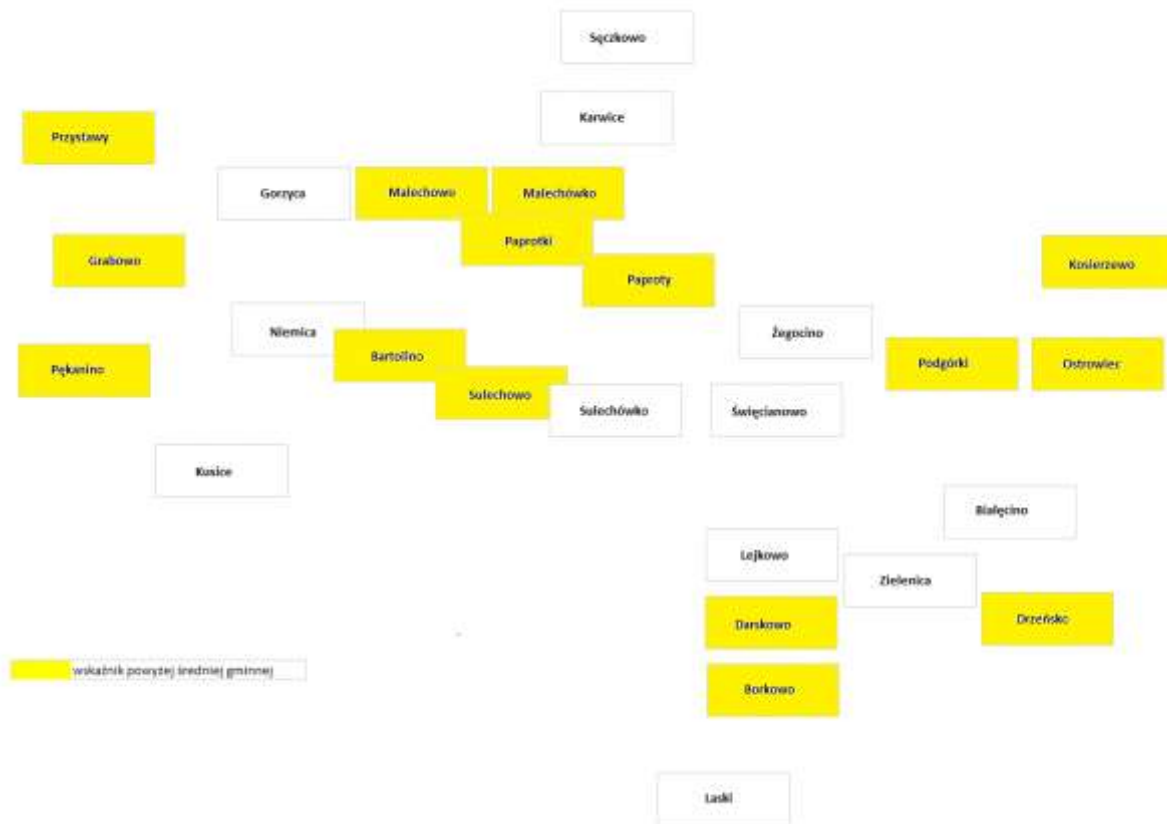 Sęczkowo
Karwice
Przystawy
Gorzyca
Malechowo
Malechówko
Paprotki
Grabowo
Paproty
Kosierzewo
Niemica
Żegocino
Bartolino
Podgórki
Ostrowiec
Pękanino
Sulechowo
Sulechówko
Święcianowo
Kusice
Białęcino
Lejkowo
Zielenica
Darskowo
Drzeńsko
wskaźnik powyżej średniej gminnej
Borkowo
Laski